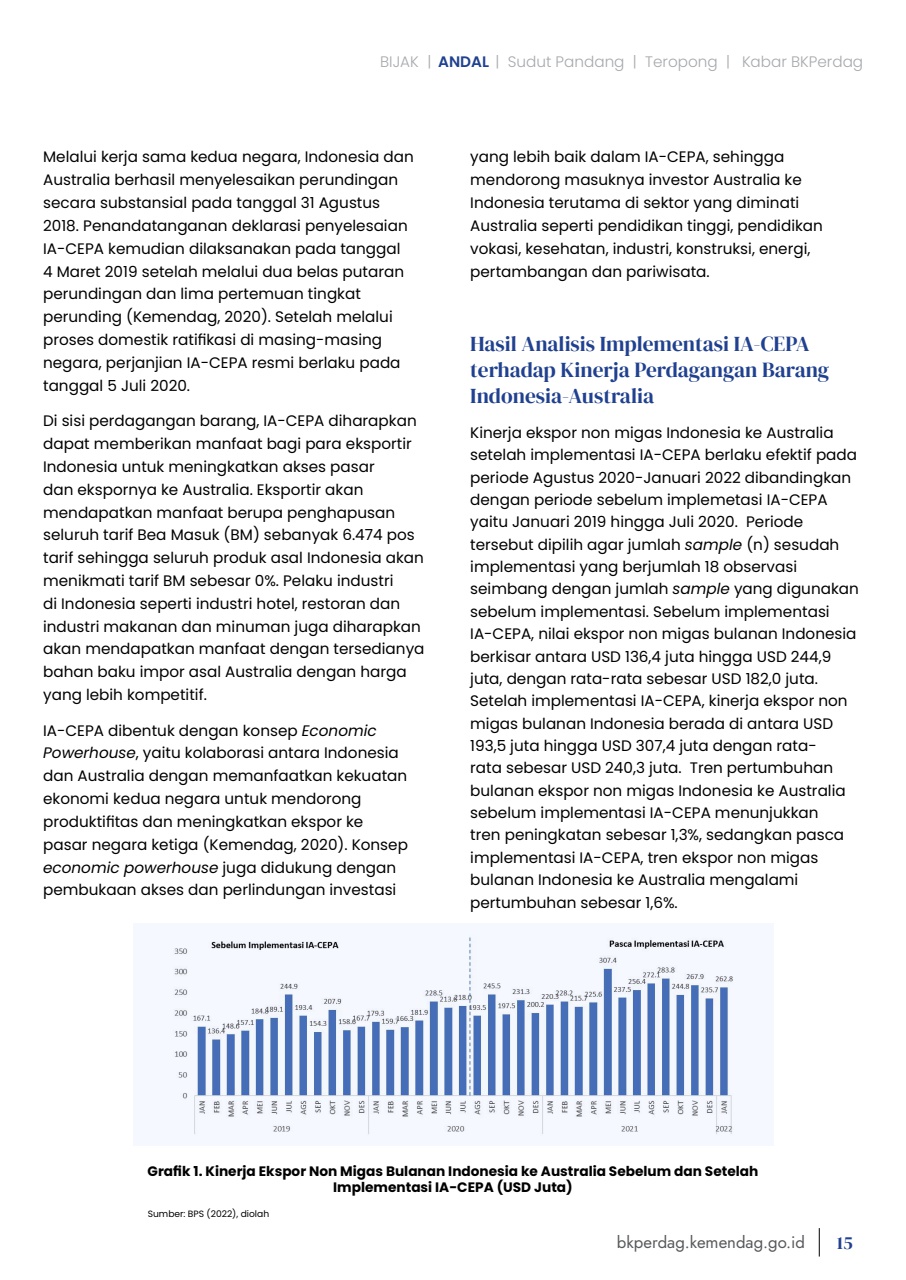 BIJAK | ANDAL | Sudut Pandang | Teropong | Kabar BKPerdag
Melalui kerja sama kedua negara, Indonesia dan
Australia berhasil menyelesaikan perundingan
secara substansial pada tanggal 31 Agustus
2018. Penandatanganan deklarasi penyelesaian
IA-CEPA kemudian dilaksanakan pada tanggal
4 Maret 2019 setelah melalui dua belas putaran
perundingan dan lima pertemuan tingkat
perunding (Kemendag, 2020). Setelah melalui
proses domestik ratifikasi di masing-masing
negara, perjanjian IA-CEPA resmi berlaku pada
tanggal 5 Juli 2020.
Di sisi perdagangan barang, IA-CEPA diharapkan
dapat memberikan manfaat bagi para eksportir
Indonesia untuk meningkatkan akses pasar
dan ekspornya ke Australia. Eksportir akan
mendapatkan manfaat berupa penghapusan
seluruh tarif Bea Masuk (BM) sebanyak 6.474 pos
tarif sehingga seluruh produk asal Indonesia akan
menikmati tarif BM sebesar 0%. Pelaku industri
di Indonesia seperti industri hotel, restoran dan
industri makanan dan minuman juga diharapkan
akan mendapatkan manfaat dengan tersedianya
bahan baku impor asal Australia dengan harga
yang lebih kompetitif.
IA-CEPA dibentuk dengan konsep Economic
Powerhouse, yaitu kolaborasi antara Indonesia
dan Australia dengan memanfaatkan kekuatan
ekonomi kedua negara untuk mendorong
produktifitas dan meningkatkan ekspor ke
pasar negara ketiga (Kemendag, 2020). Konsep
economic powerhouse juga didukung dengan
pembukaan akses dan perlindungan investasi
yang lebih baik dalam IA-CEPA, sehingga
mendorong masuknya investor Australia ke
Indonesia terutama di sektor yang diminati
Australia seperti pendidikan tinggi, pendidikan
vokasi, kesehatan, industri, konstruksi, energi,
pertambangan dan pariwisata.
Hasil Analisis Implementasi IA-CEPA
terhadap Kinerja Perdagangan Barang
Indonesia-Australia
Kinerja ekspor non migas Indonesia ke Australia
setelah implementasi IA-CEPA berlaku efektif pada
periode Agustus 2020-Januari 2022 dibandingkan
dengan periode sebelum implemetasi IA-CEPA
yaitu Januari 2019 hingga Juli 2020. Periode
tersebut dipilih agar jumlah sample (n) sesudah
implementasi yang berjumlah 18 observasi
seimbang dengan jumlah sample yang digunakan
sebelum implementasi. Sebelum implementasi
IA-CEPA, nilai ekspor non migas bulanan Indonesia
berkisar antara USD 136,4 juta hingga USD 244,9
juta, dengan rata-rata sebesar USD 182,0 juta.
Setelah implementasi IA-CEPA, kinerja ekspor non
migas bulanan Indonesia berada di antara USD
193,5 juta hingga USD 307,4 juta dengan rata-
rata sebesar USD 240,3 juta. Tren pertumbuhan
bulanan ekspor non migas Indonesia ke Australia
sebelum implementasi IA-CEPA menunjukkan
tren peningkatan sebesar 1,3%, sedangkan pasca
implementasi IA-CEPA, tren ekspor non migas
bulanan Indonesia ke Australia mengalami
pertumbuhan sebesar 1,6%.
Sebelum Implementasi IA-CEPA Pasca Implementasi IA-CEPA
350
300
250
200
150
100
50
0
167.1 136.4 148.6 157.1 184.8 189.1 244.9 193.4 154.3 207.9 158.6 167.7 179.3 159.7 166.3 181.9 228.5 213.6 218.0 193.5 245.5 197.5 231.3 200.2 220.3 228.2 215.7 225.6 307.4 237.5 256.4 272.1 283.8 244.8 267.9 235.7 262.8
JAN FEB MAR APR MEI JUN JUL AGS SEP OKT NOV DES JAN FEB MAR APR MEI JUN JUL AGS SEP OKT NOV DES JAN FEB MAR APR MEI JUN JUL AGS SEP OKT NOV DES JAN
2019 2020 2021 2022
Grafik 1. Kinerja Ekspor Non Migas Bulanan Indonesia ke Australia Sebelum dan Setelah
Implementasi IA-CEPA (USD Juta)
Sumber: BPS (2022), diolah
bkperdag.kemendag.go.id 15